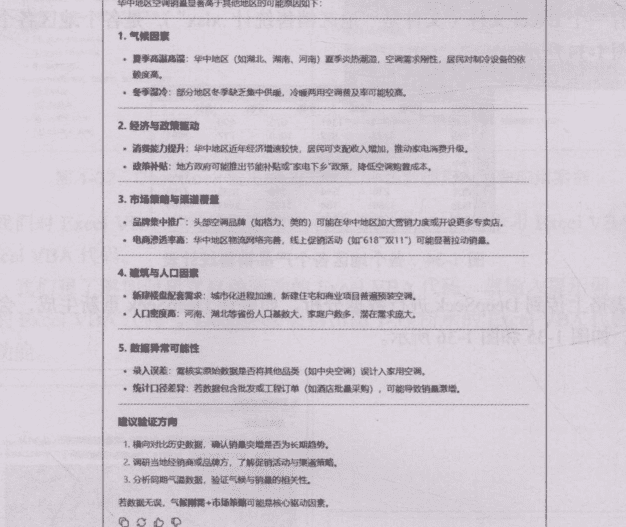 华中地区空调销量显著高于其他地区的可能原因如下：
1. 气候因素
• 夏季高温高湿：华中地区（如湖北、湖南、河南）夏季炎热潮湿，空调需求刚性，居民对制冷设备的依
赖度高。
• 冬季湿冷：部分地区冬季缺乏集中供暖，冷暖两用空调普及率可能较高。
2. 经济与政策驱动
• 消费能力提升：华中地区近年经济增速较快，居民可支配收入增加，推动家电消费升级。
• 政策补贴：地方政府可能推出节能补贴或“家电下乡”政策，降低空调购置成本。
3. 市场策略与渠道覆盖
• 品牌集中推广：头部空调品牌（如格力、美的）可能在华中地区加大营销力度或开设更多专卖店。
• 电商渗透率高：华中地区物流网络完善，线上促销活动（如“618”“双11”）可能显著拉动销量。
4. 建筑与人口因素
• 新房楼盘配套需求：城市化进程加速，新建住宅和商业项目普遍预装空调。
• 人口密度高：河南、湖北等省份人口基数大，家庭户数多，潜在需求庞大。
5. 数据异常可能性
• 录入误差：需核实原始数据是否将其他品类（如中央空调）误计入家用空调。
• 统计口径差异：若数据包含批发或工程订单（如酒店批量采购），可能导致销量激增。
建议验证方向
1. 横向对比历史数据，确认销量突增是否为长期趋势。
2. 调研当地经销商或品牌方，了解促销活动与渠道策略。
3. 分析同期气温数据，验证气候与销量的相关性。
若数据无误，气候刚需+市场策略可能是核心驱动因素。